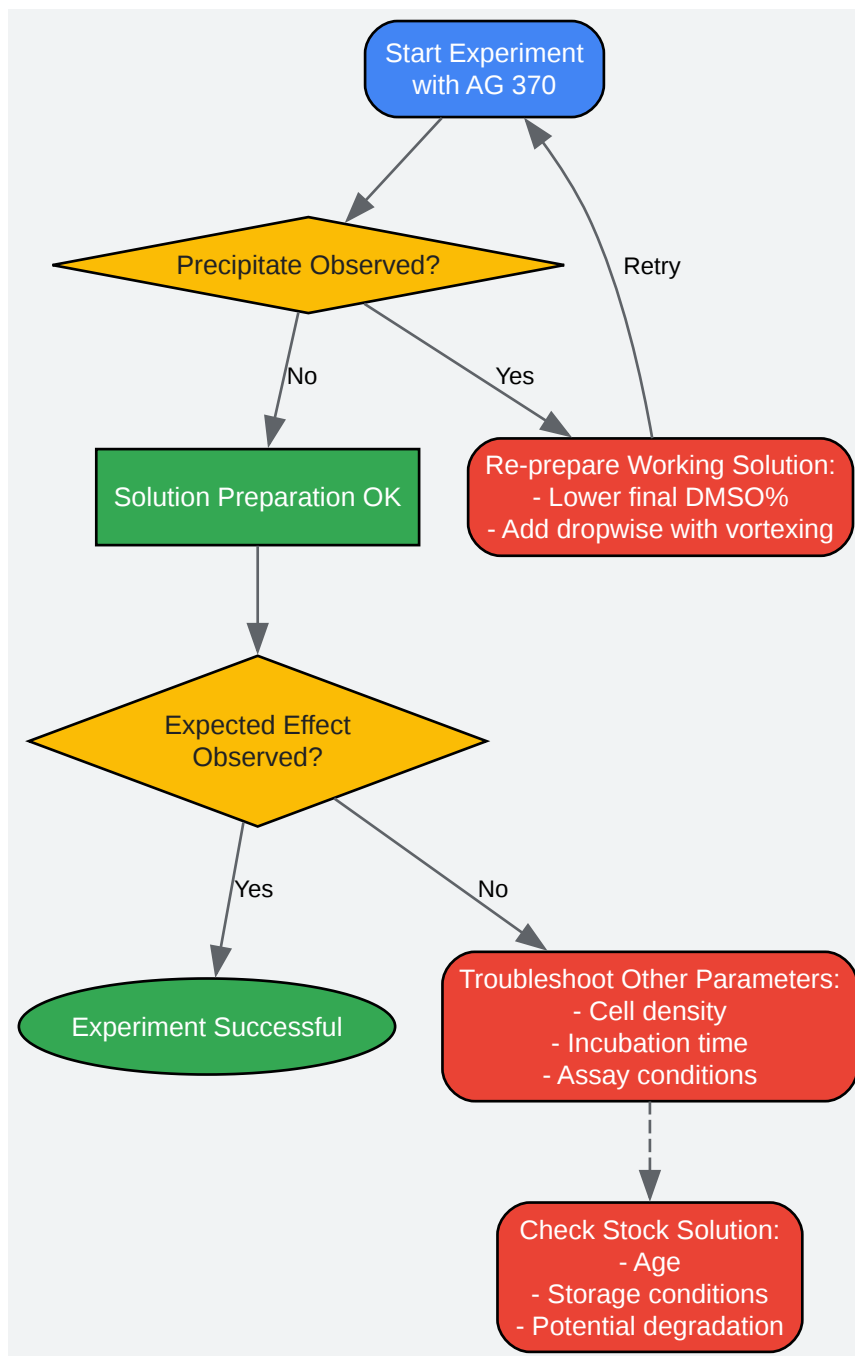 Start Experiment
with AG 370
Precipitate Observed?
Retry
No
Yes
Solution Preparation OK
Re-prepare Working Solution:
- Lower final DMSO%
- Add dropwise with vortexing
Expected Effect
Observed?
Yes
No
Experiment Successful
Troubleshoot Other Parameters:
- Cell density
- Incubation time
- Assay conditions
Check Stock Solution:
- Age
- Storage conditions
- Potential degradation